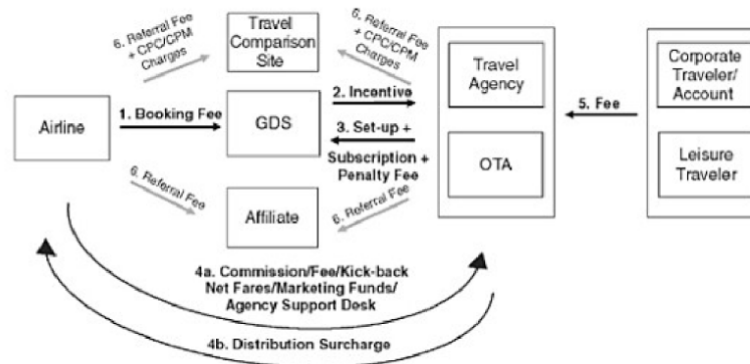 6. Referral Fee
+ CPC/CPM
Charges
Travel
Comparison
Site
6. Referral Fee
+ CPC/CPM
Charges
Travel
Agency
Corporate
Traveler/
Account
Airline
1. Booking Fee
GDS
2. Incentive
3. Set-up +
Subscription +
Penalty Fee
OTA
5. Fee
Leisure
Traveler
6. Referral Fee
Affiliate
6. Referral Fee
4a. Commission/Fee/Kick-back
Net Fares/Marketing Funds/
Agency Support Desk
4b. Distribution Surcharge